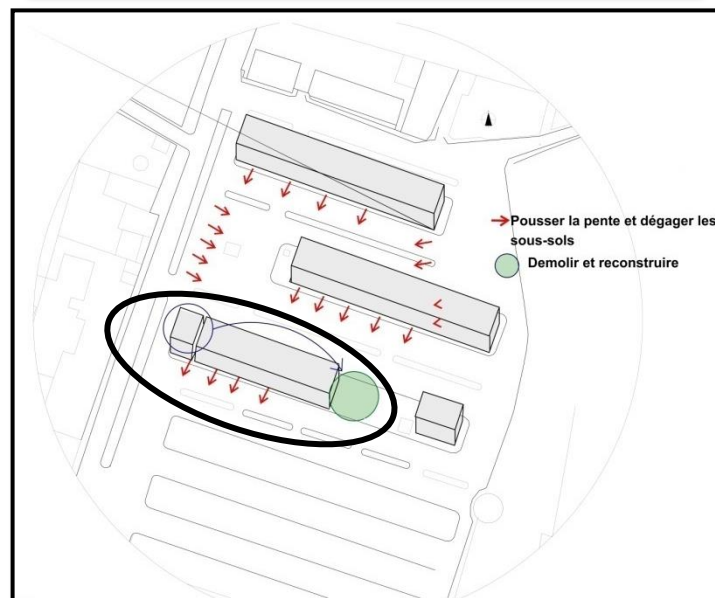 Pousser la pente et dégager les
sous-sols
Demolir et reconstruire